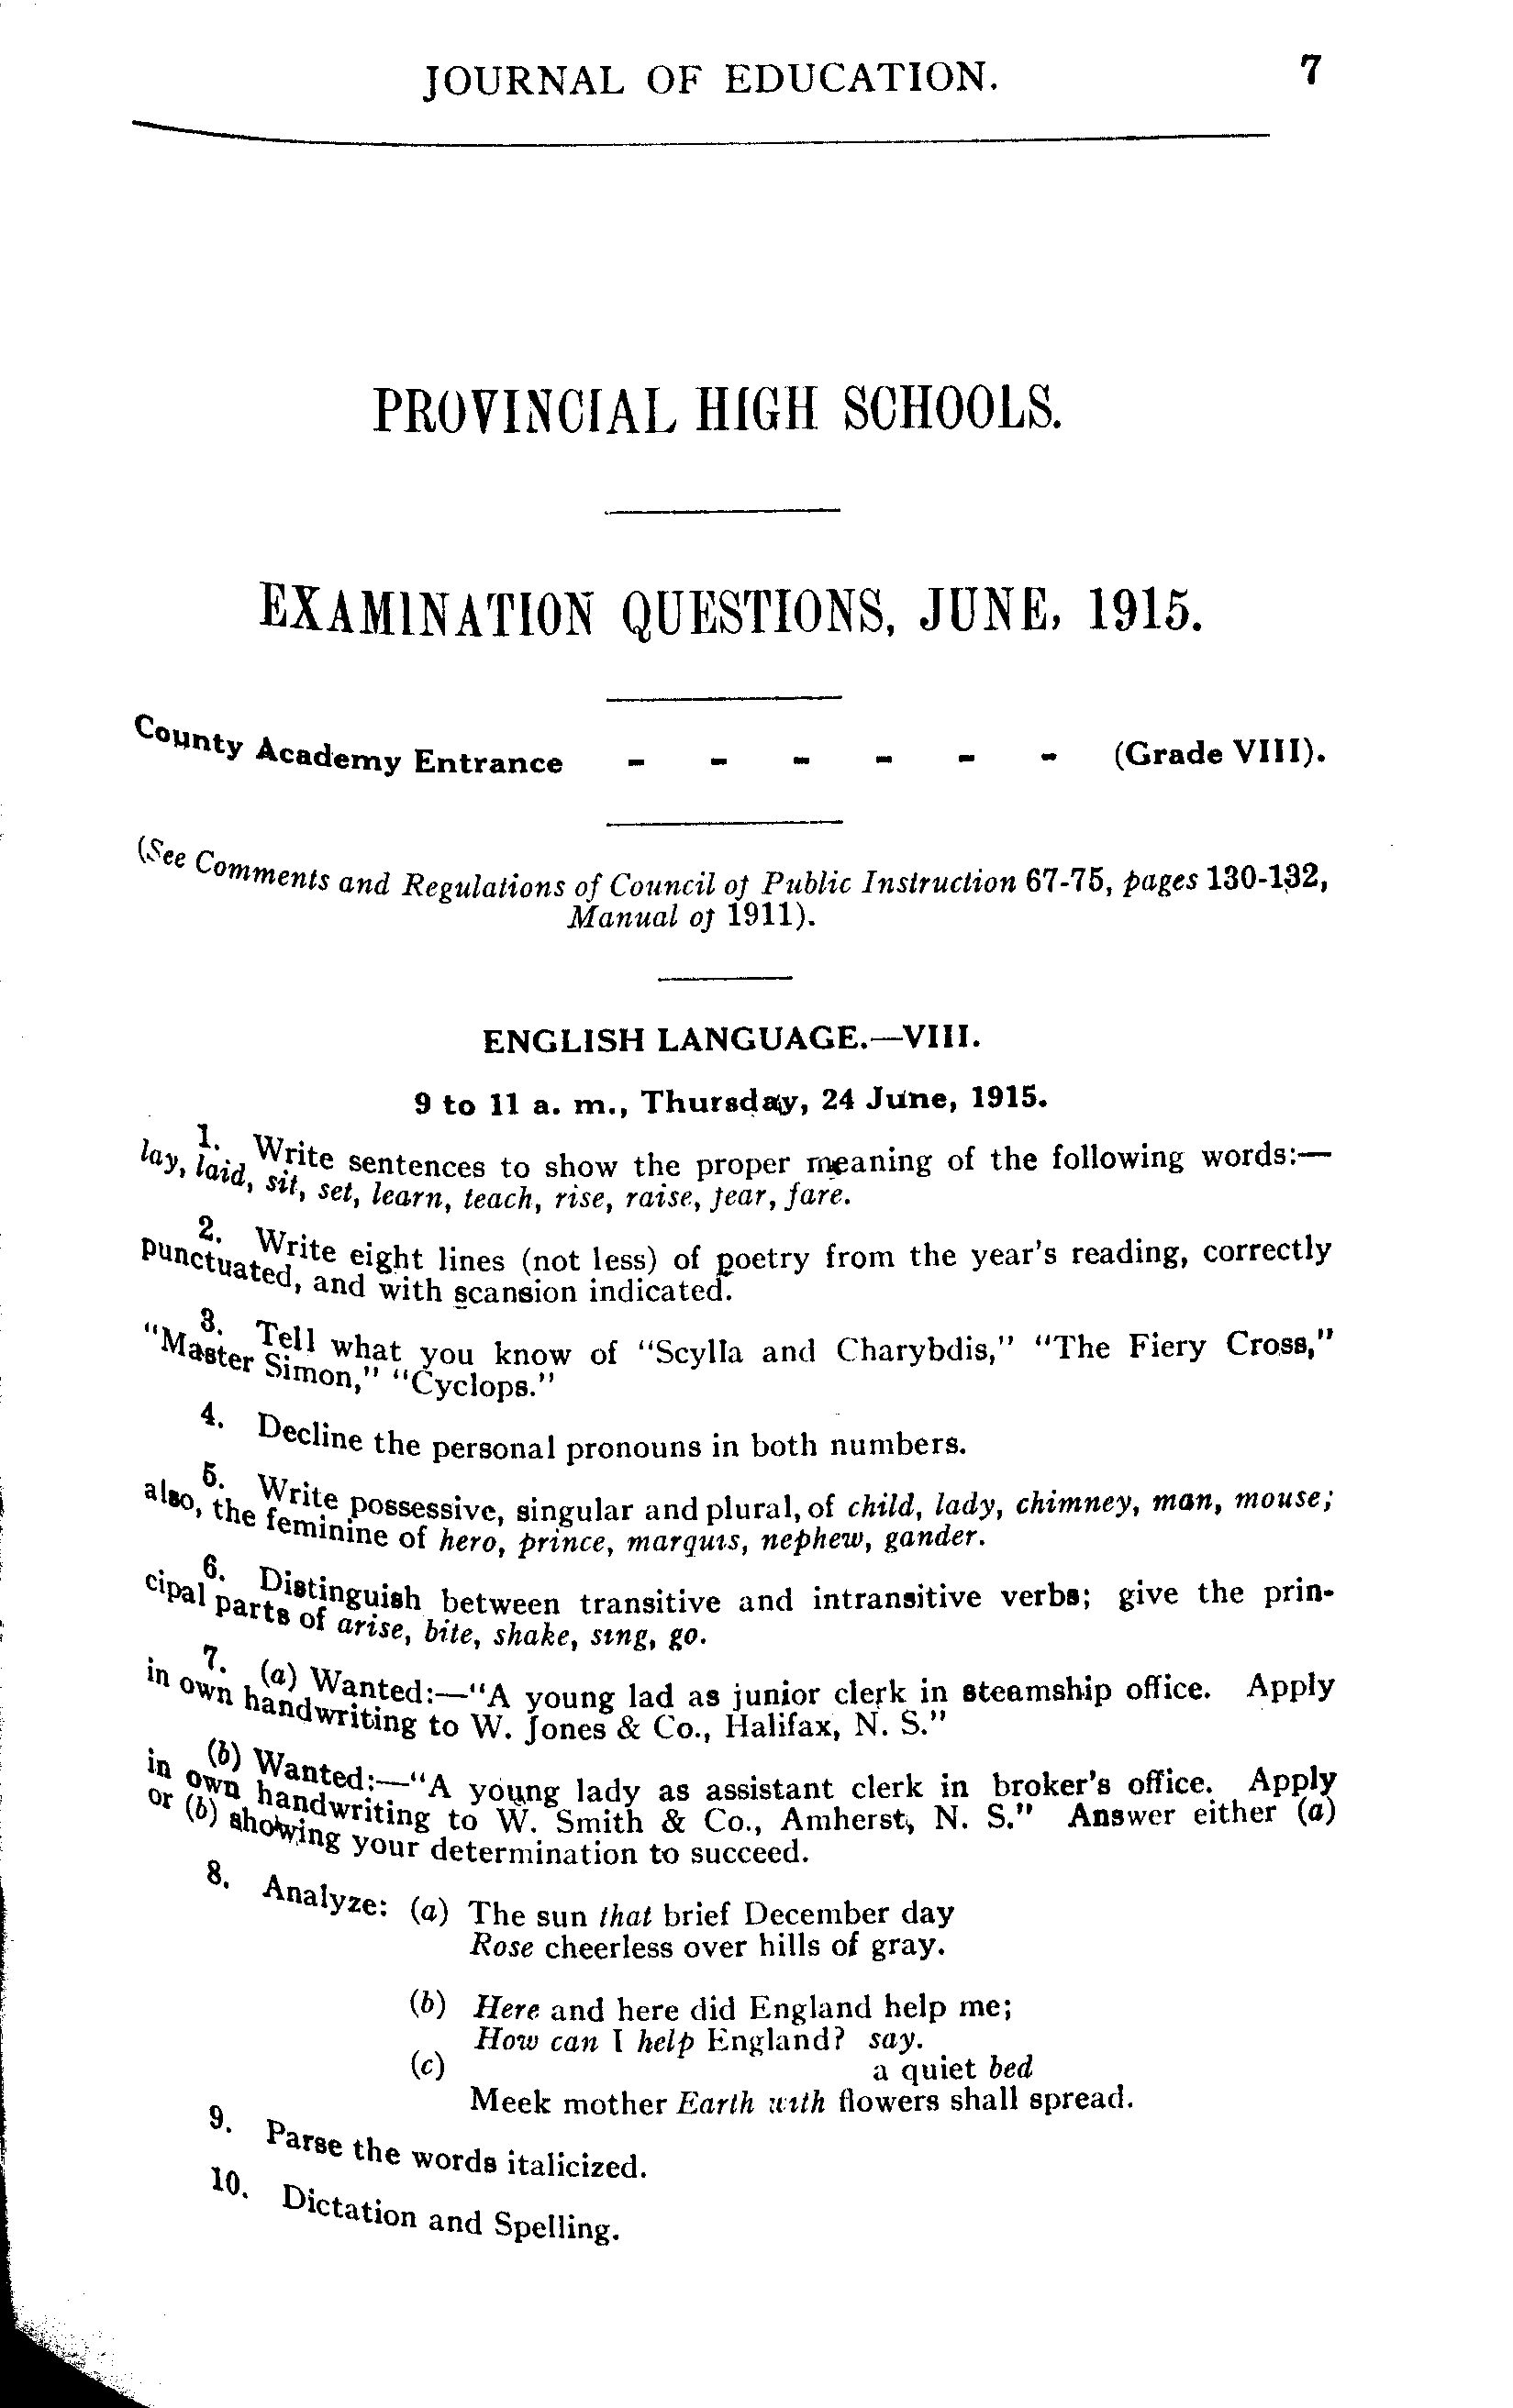 JOURNAL OF EDUCATION. 7
PROVINCIAL HIGH SCHOOLS.
EXAMINATION QUESTIONS, JUNE, 1915.
County Academy Entrance - - - - - - (Grade VIII).
(See Comments and Regulations of Council of Public Instruction 67-75, pages 130-132,
Manual of 1911).
ENGLISH LANGUAGE.—VIII.
9 to 11 a. m., Thursday, 24 June, 1915.
1. Write sentences to show the proper meaning of the following words:—
lay, laid, sit, set, learn, teach, rise, raise, fear, fare.
2. Write eight lines (not less) of poetry from the year's reading, correctly
punctuated, and with scansion indicated.
3. Tell what you know of "Scylla and Charybdis," "The Fiery Cross,"
"Master Simon," "Cyclops."
4. Decline the personal pronouns in both numbers.
5. Write possessive, singular and plural, of child, lady, chimney, man, mouse;
also, the feminine of hero, prince, marquis, nephew, gander.
6. Distinguish between transitive and intransitive verbs; give the prin-
cipal parts of arise, bite, shake, sing, go.
7. (a) Wanted:—"A young lad as junior clerk in steamship office. Apply
in own handwriting to W. Jones & Co., Halifax, N. S."
(b) Wanted:—"A young lady as assistant clerk in broker's office. Apply
in own handwriting to W. Smith & Co., Amherst, N. S." Answer either (a)
or (b) showing your determination to succeed.
8. Analyze: (a) The sun that brief December day
Rose cheerless over hills of gray.
(b) Here and here did England help me;
How can I help England? say.
(c) a quiet bed
Meek mother Earth with flowers shall spread.
9. Parse the words italicized.
10. Dictation and Spelling.